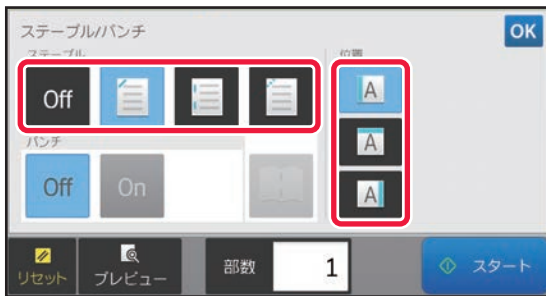 ステープル/パンチ
OK
ステープル
位置
Off
A
A
A
パンチ
Off
On
リセット
プレビュー
部数
1
スタート